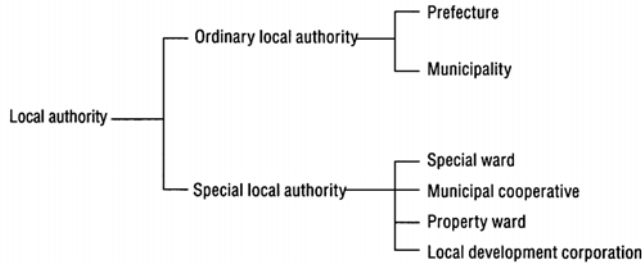 Prefecture
Ordinary local authority
Municipality
Local authority
Special ward
Special local authority
Municipal cooperative
Property ward
Local development corporation